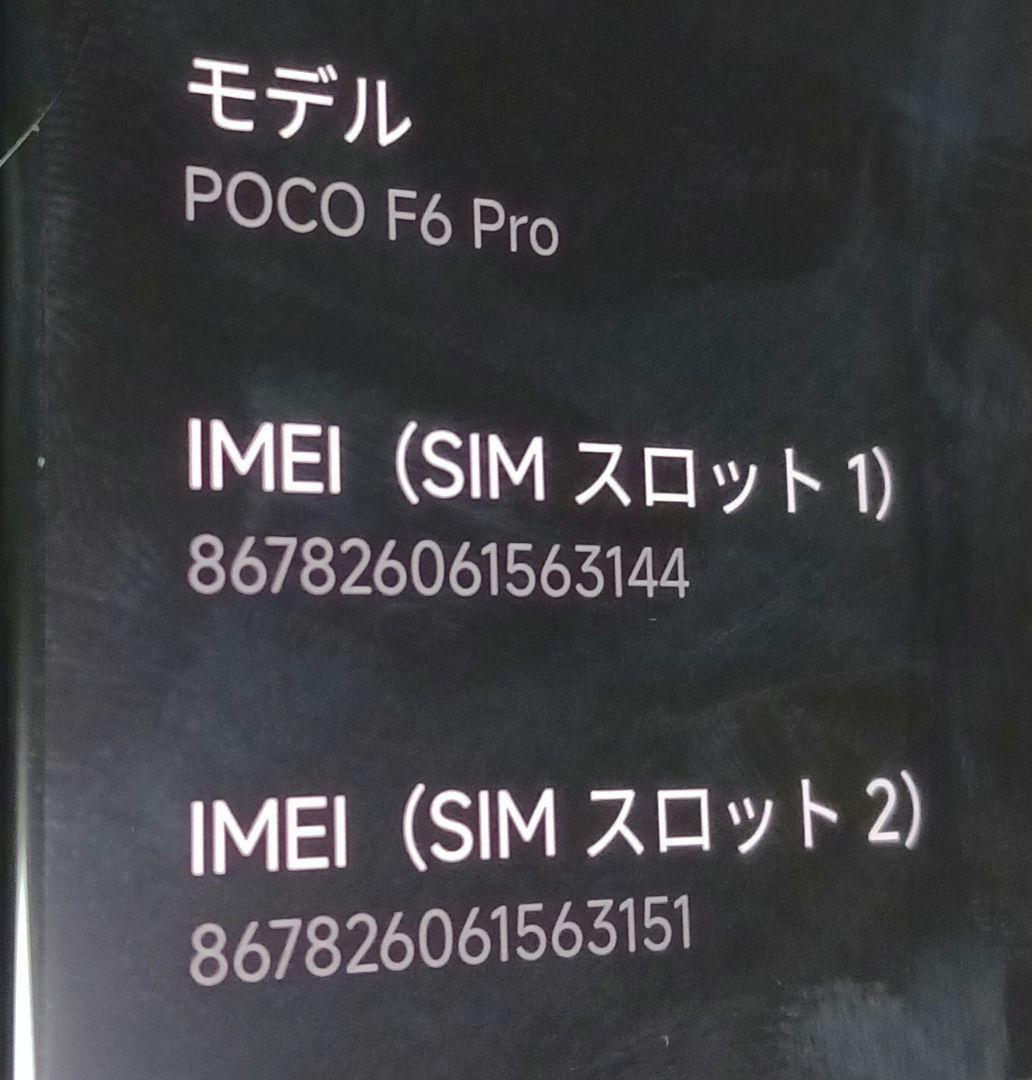 モデル
POCO F6 Pro
IMEI（SIM スロット 1）
867826061563144
IMEI（SIM スロット 2）
867826061563151